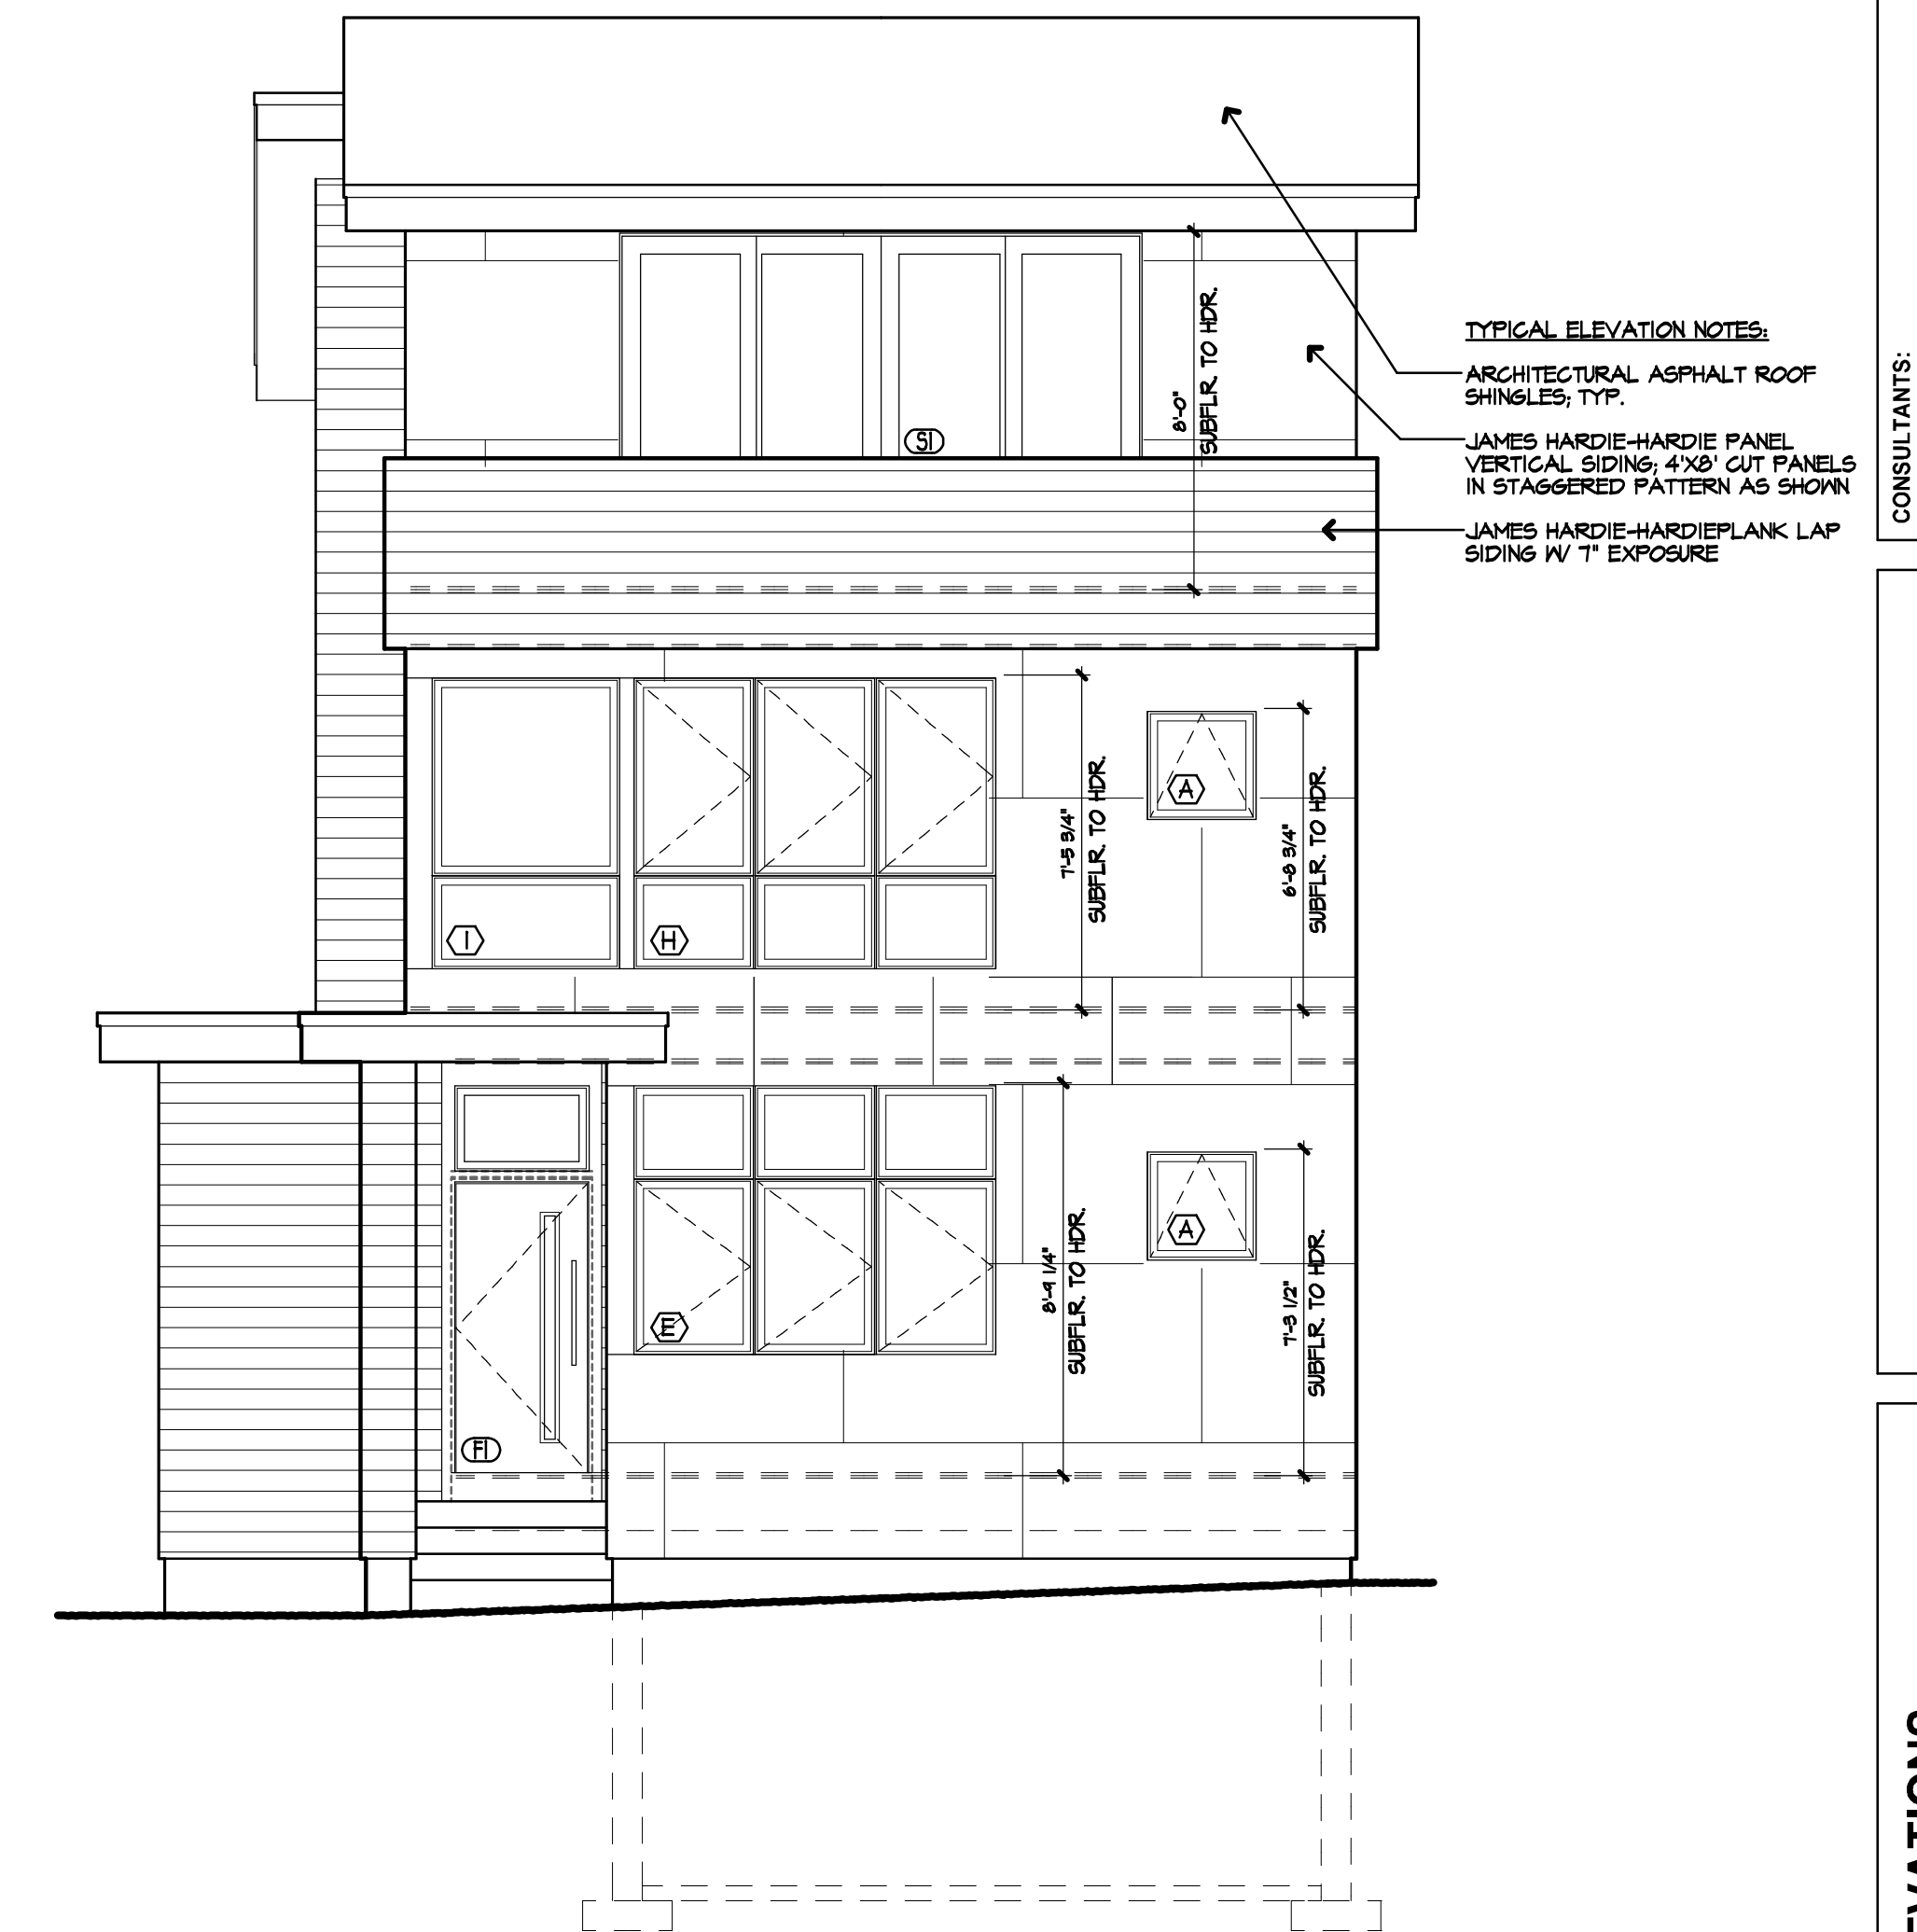 TYPICAL ELEVATION NOTES:
ARCHITECTURAL ASPHALT ROOF
SHINGLES; TYP.
JAMES HARDIE-HARDIE PANEL
VERTICAL SIDING; 4'X8' CUT PANELS
IN STAGGERED PATTERN AS SHOWN
JAMES HARDIE-HARDIEPLANK LAP
SIDING W/ 7" EXPOSURE
CONSULTANTS:
8'-0"
SUBFLR. TO HDR.
S1
7'-5 3/4"
SUBFLR. TO HDR.
6'-8 3/4"
SUBFLR. TO HDR.
A
I
H
8'-9 1/4"
SUBFLR. TO HDR.
7'-3 1/2"
SUBFLR. TO HDR.
A
E
F1